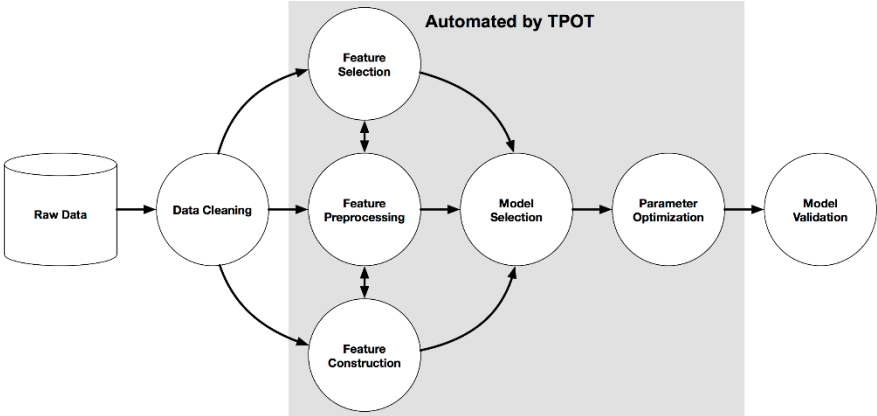 Automated by TPOT
Feature
Selection
Raw Data
Data Cleaning
Feature
Preprocessing
Model
Selection
Parameter
Optimization
Model
Validation
Feature
Construction